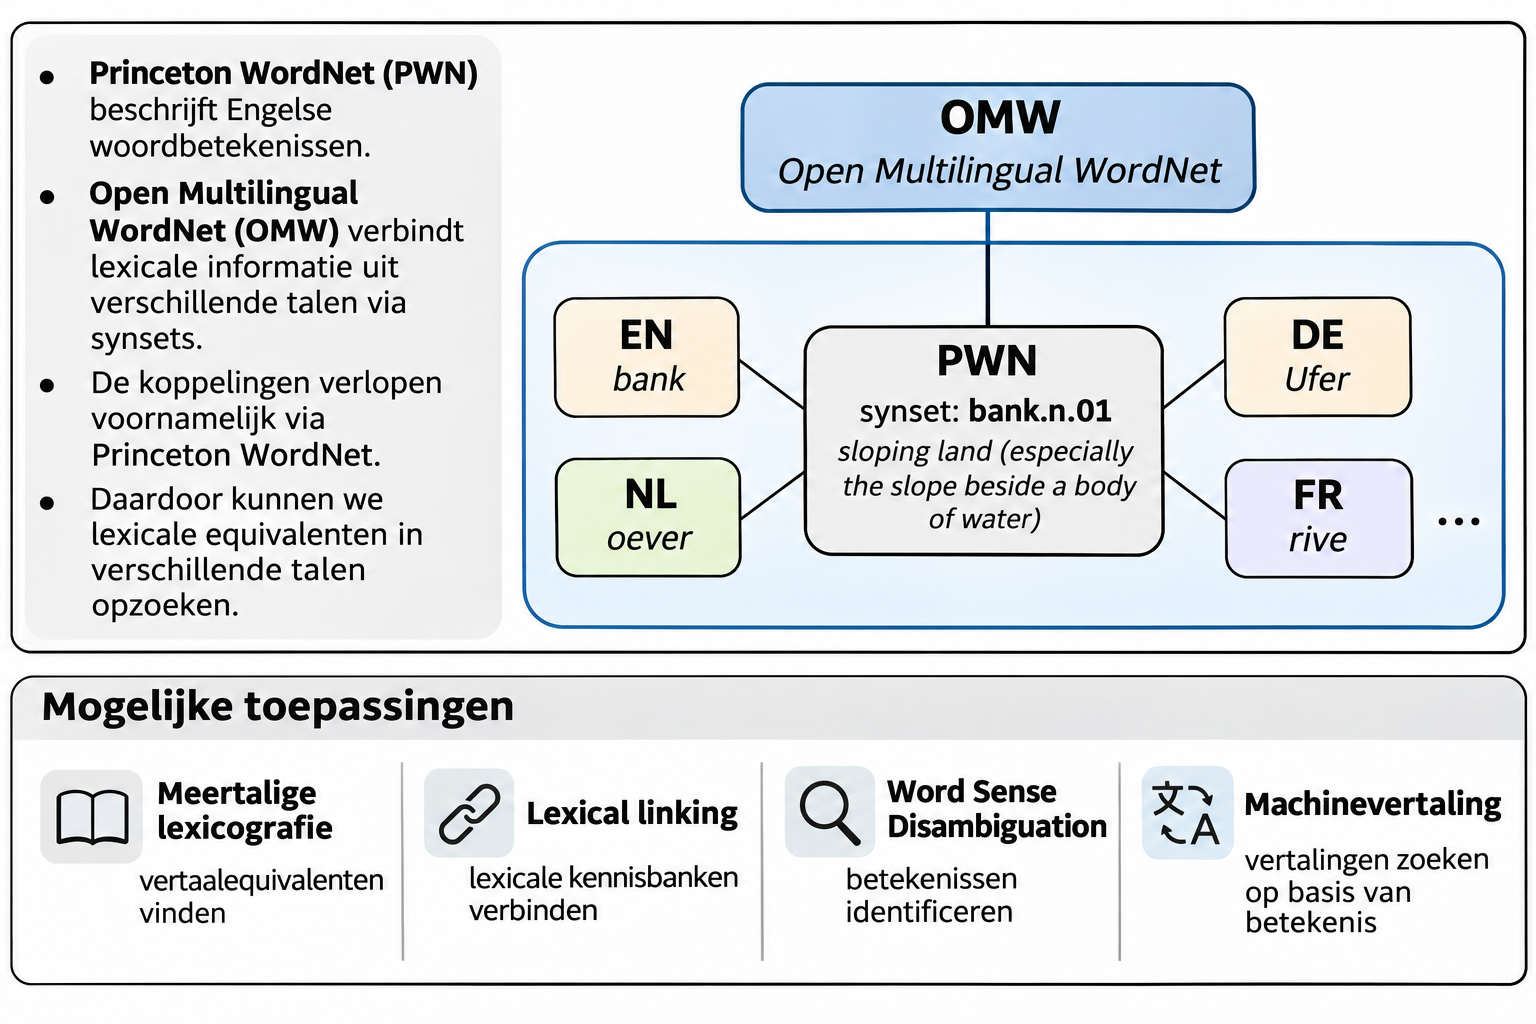 • Princeton WordNet (PWN)
beschrijft Engelse
woordbetekenissen.
• Open Multilingual
WordNet (OMW) verbindt
lexicale informatie uit
verschillende talen via
synsets.
• De koppelingen verlopen
voornamelijk via
Princeton WordNet.
• Daardoor kunnen we
lexicale equivalenten in
verschillende talen
opzoeken.
OMW
Open Multilingual WordNet
EN
bank
NL
oever
PWN
synset: bank.n.01
sloping land (especially
the slope beside a body
of water)
DE
Ufer
FR
rive
...
Mogelijke toepassingen
Meertalige
lexicografie
vertaalequivalenten
vinden
Lexical linking
lexicale kennisbanken
verbinden
Word Sense
Disambiguation
betekenissen
identificeren
文
A
Machinevertaling
vertalingen zoeken
op basis van
betekenis